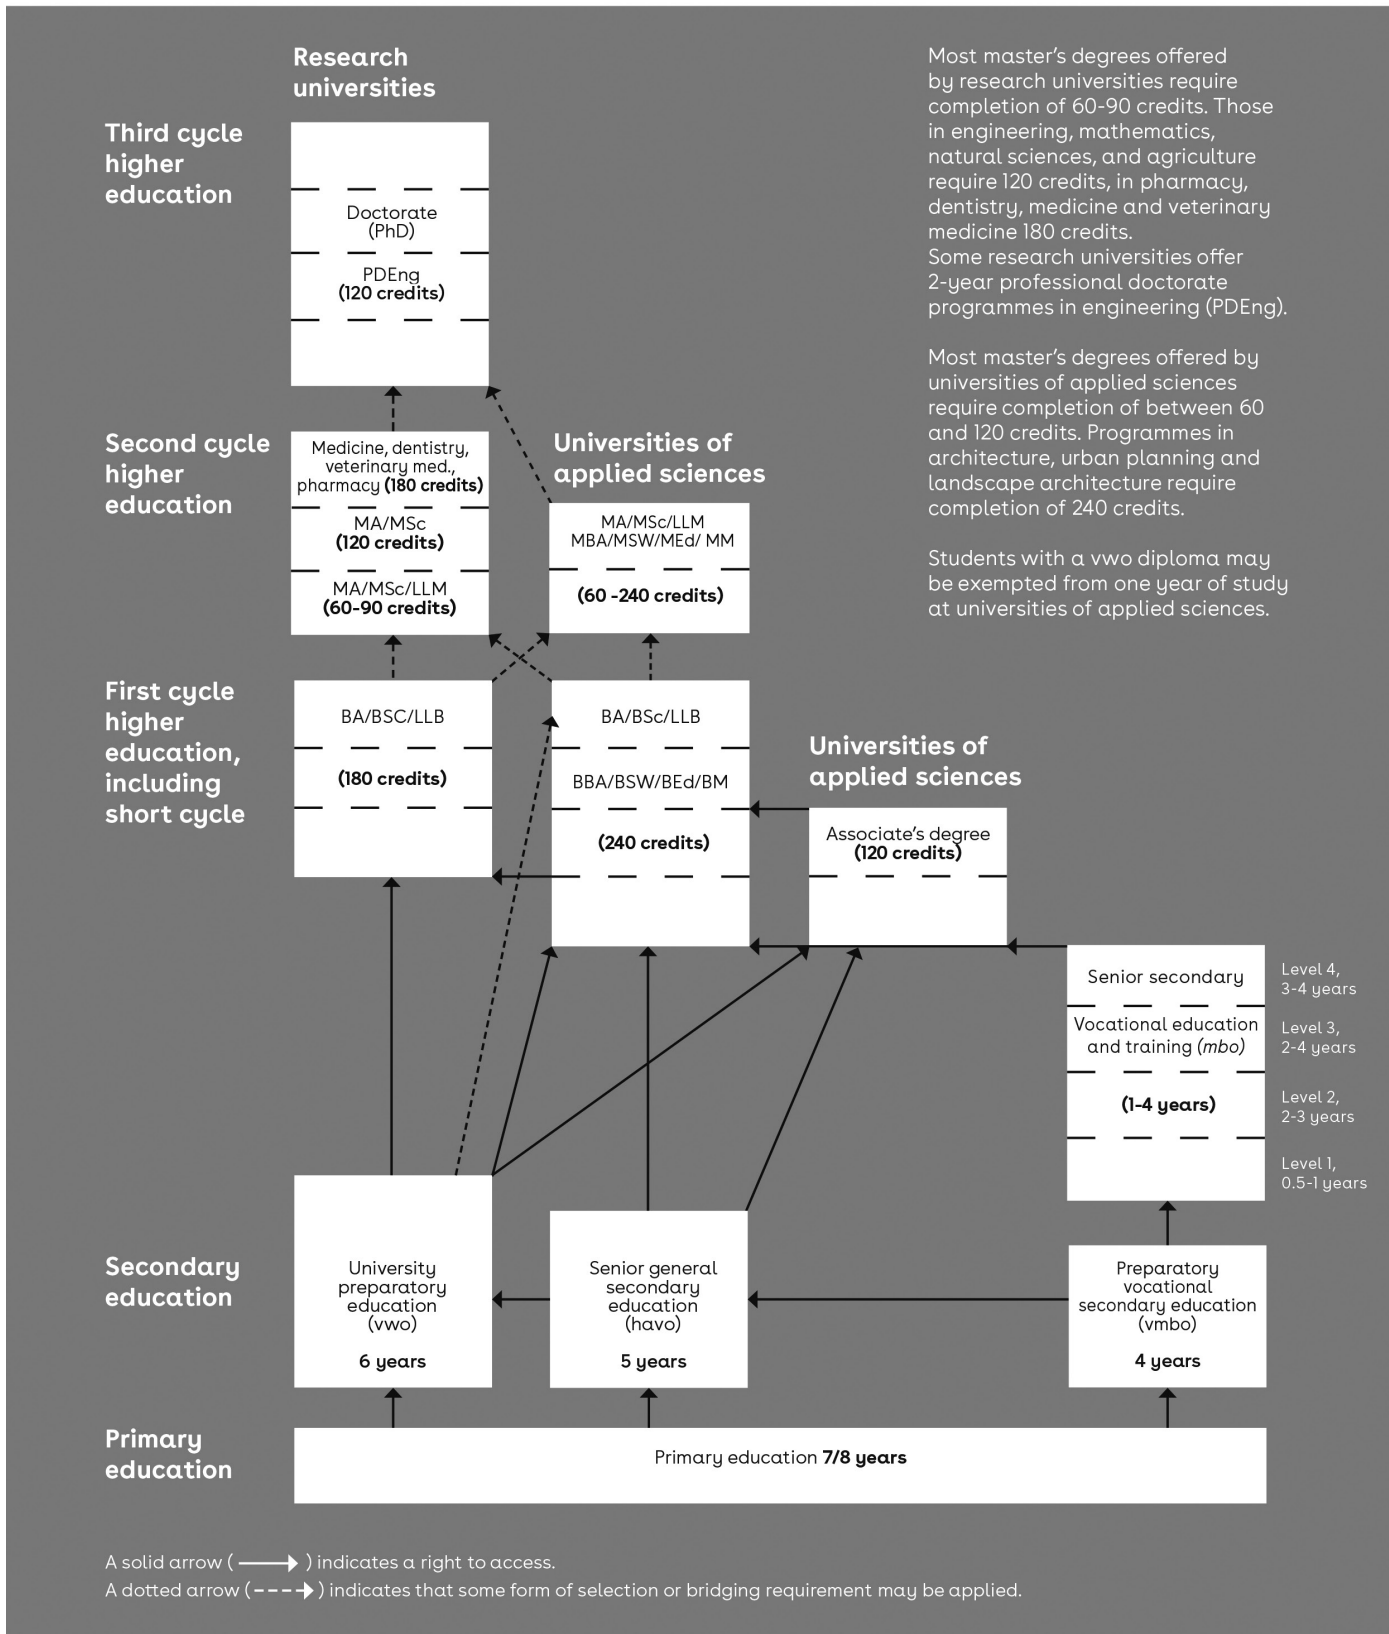 Research
universities
Third cycle
higher
education
Doctorate
(PhD)
PDEng
(120 credits)
Most master's degrees offered
by research universities require
completion of 60-90 credits. Those
in engineering, mathematics,
natural sciences, and agriculture
require 120 credits, in pharmacy,
dentistry, medicine and veterinary
medicine 180 credits.
Some research universities offer
2-year professional doctorate
programmes in engineering (PDEng).
Most master's degrees offered by
universities of applied sciences
require completion of between 60
and 120 credits. Programmes in
architecture, urban planning and
landscape architecture require
completion of 240 credits.
Students with a vwo diploma may
be exempted from one year of study
at universities of applied sciences.
Second cycle
higher
education
Medicine, dentistry,
veterinary med.,
pharmacy (180 credits)
MA/MSc
(120 credits)
MA/MSc/LLM
(60-90 credits)
Universities of
applied sciences
MA/MSc/LLM
MBA/MSW/MEd/ MM
(60 -240 credits)
First cycle
higher
education,
including
short cycle
BA/BSC/LLB
(180 credits)
BA/BSc/LLB
BBA/BSW/BEd/BM
(240 credits)
Universities of
applied sciences
Associate's degree
(120 credits)
Senior secondary
Vocational education
and training (mbo)
(1-4 years)
Level 4,
3-4 years
Level 3,
2-4 years
Level 2,
2-3 years
Level 1,
0.5-1 years
Secondary
education
University
preparatory
education
(vwo)
6 years
Senior general
secondary
education
(havo)
5 years
Preparatory
vocational
secondary education
(vmbo)
4 years
Primary
education
Primary education 7/8 years
A solid arrow ( ) indicates a right to access.
A dotted arrow ( ) indicates that some form of selection or bridging requirement may be applied.